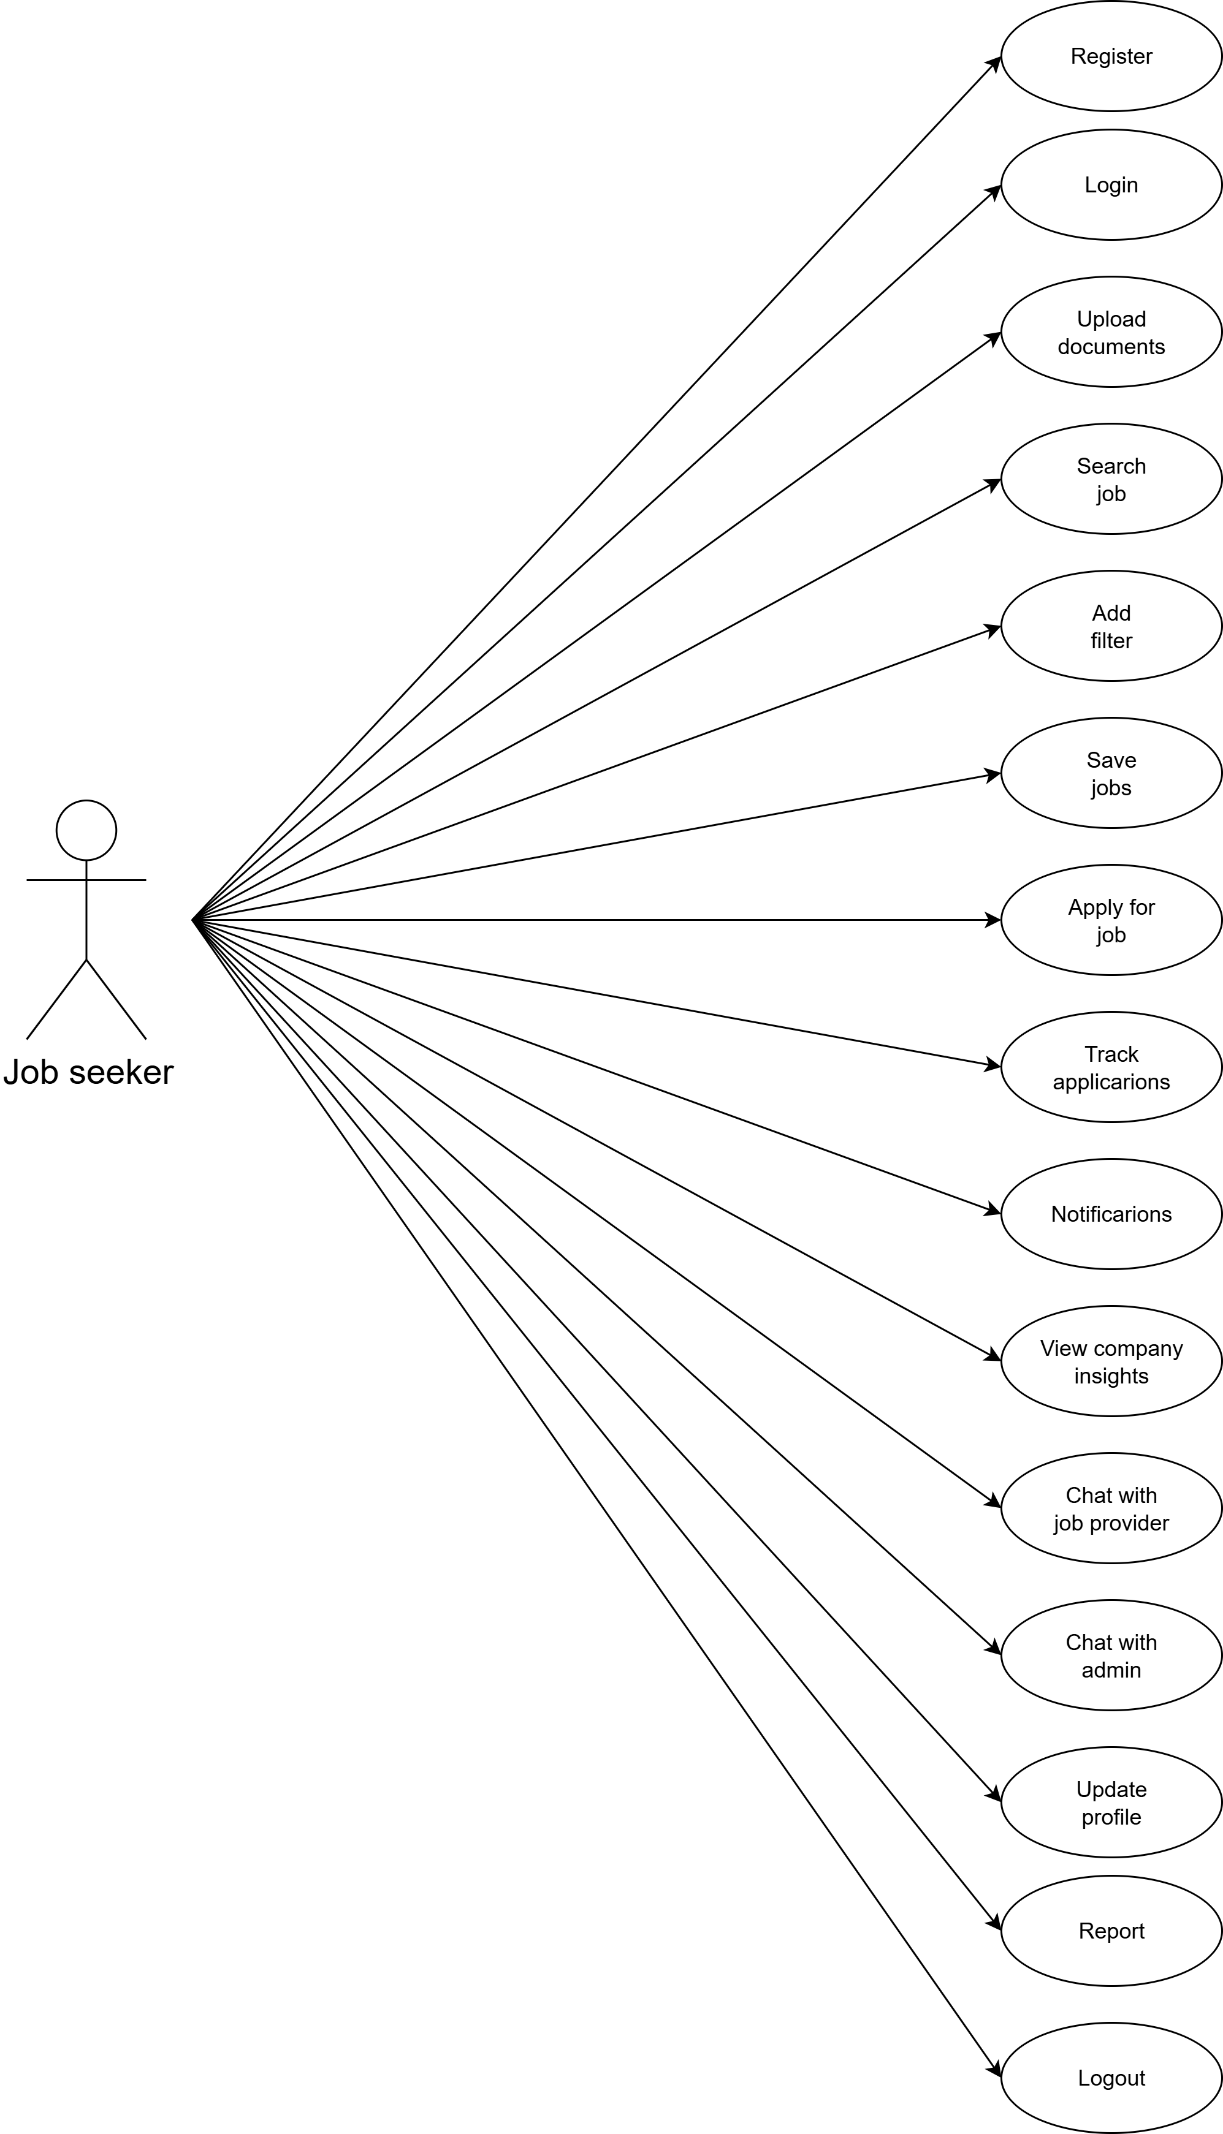 Register
Login
Upload
documents
Search
job
Add
filter
Save
jobs
Apply for
job
Track
applicarions
Notificarions
View company
insights
Chat with
job provider
Chat with
admin
Update
profile
Report
Logout
Job seeker